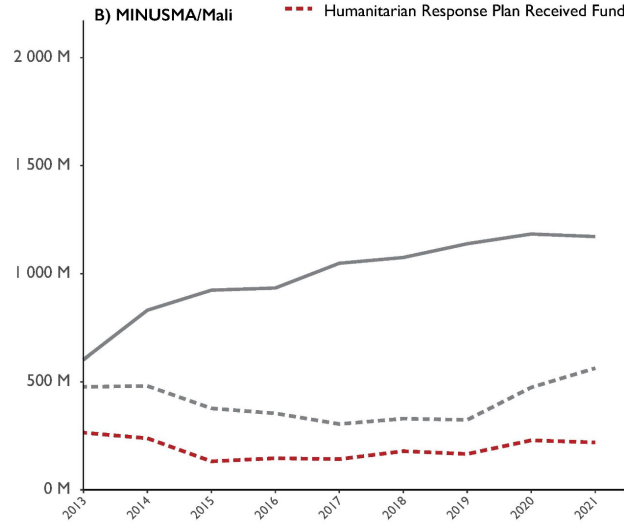 Humanitarian Response Plan Received Fund
B) MINUSMA/Mali
2 000 M
1 500 M
1 000 M
500 M
0 M
2013 2014 2015 2016 2017 2018 2019 2020 2021